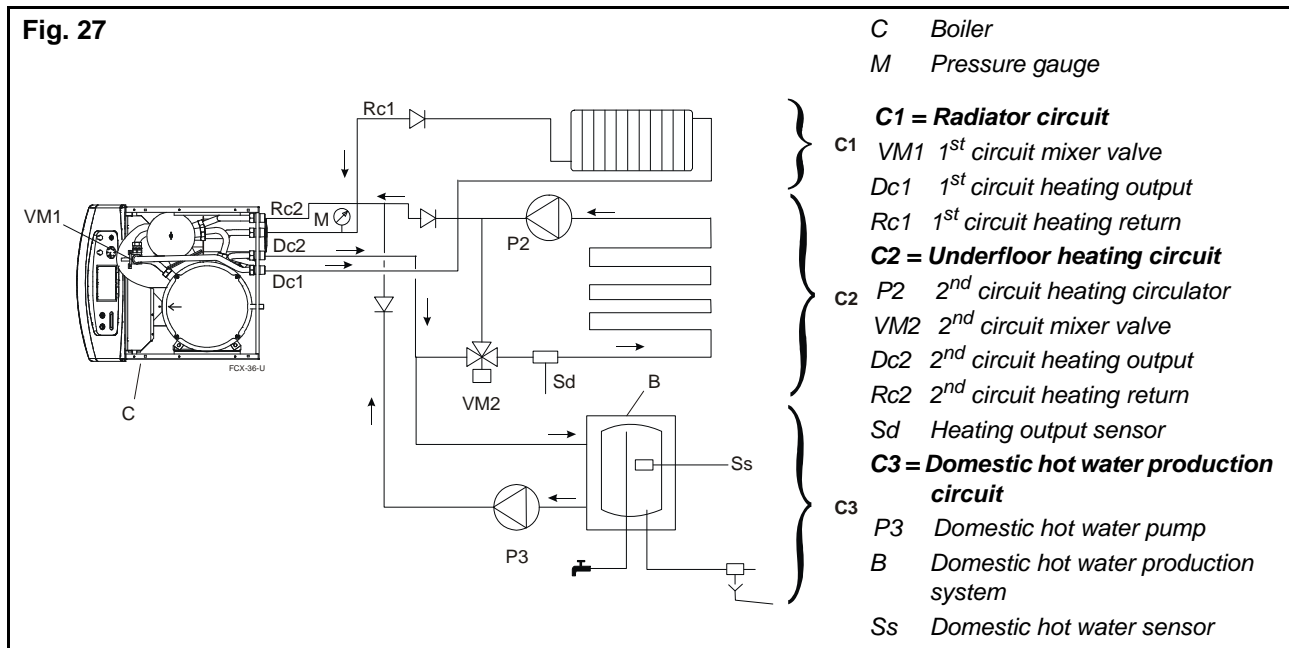 Fig. 27
Rc1
VM1
Rc2
M
Dc2
Dc1
P2
FCX-36-U
C
VM2
Sd
B
Ss
P3
C1
C2
C3
C Boiler
M Pressure gauge
C1 = Radiator circuit
VM1 1st circuit mixer valve
Dc1 1st circuit heating output
Rc1 1st circuit heating return
C2 = Underfloor heating circuit
P2 2nd circuit heating circulator
VM2 2nd circuit mixer valve
Dc2 2nd circuit heating output
Rc2 2nd circuit heating return
Sd Heating output sensor
C3 = Domestic hot water production
circuit
P3 Domestic hot water pump
B Domestic hot water production
system
Ss Domestic hot water sensor